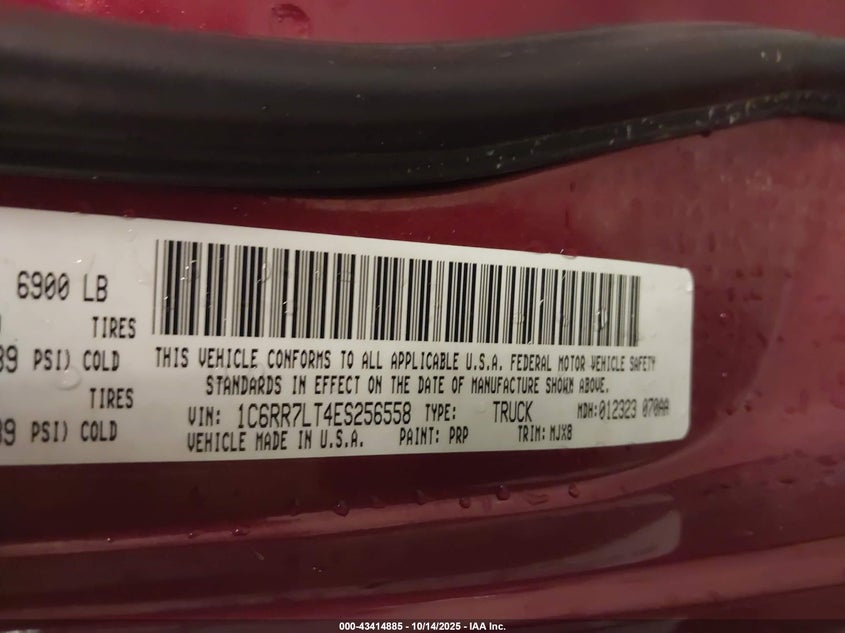 6900 LB
TIRES
39 PSI) COLD
TIRES
39 PSI) COLD
THIS VEHICLE CONFORMS TO ALL APPLICABLE U.S.A. FEDERAL MOTOR VEHICLE SAFETY
STANDARDS IN EFFECT ON THE DATE OF MANUFACTURE SHOWN ABOVE.
VIN: 1C6RR7LT4ES256558 TYPE: TRUCK MDH:012323 070AA
VEHICLE MADE IN U.S.A. PAINT: PRP TRIM: MJX8
000-43414885 - 10/14/2025 - IAA Inc.